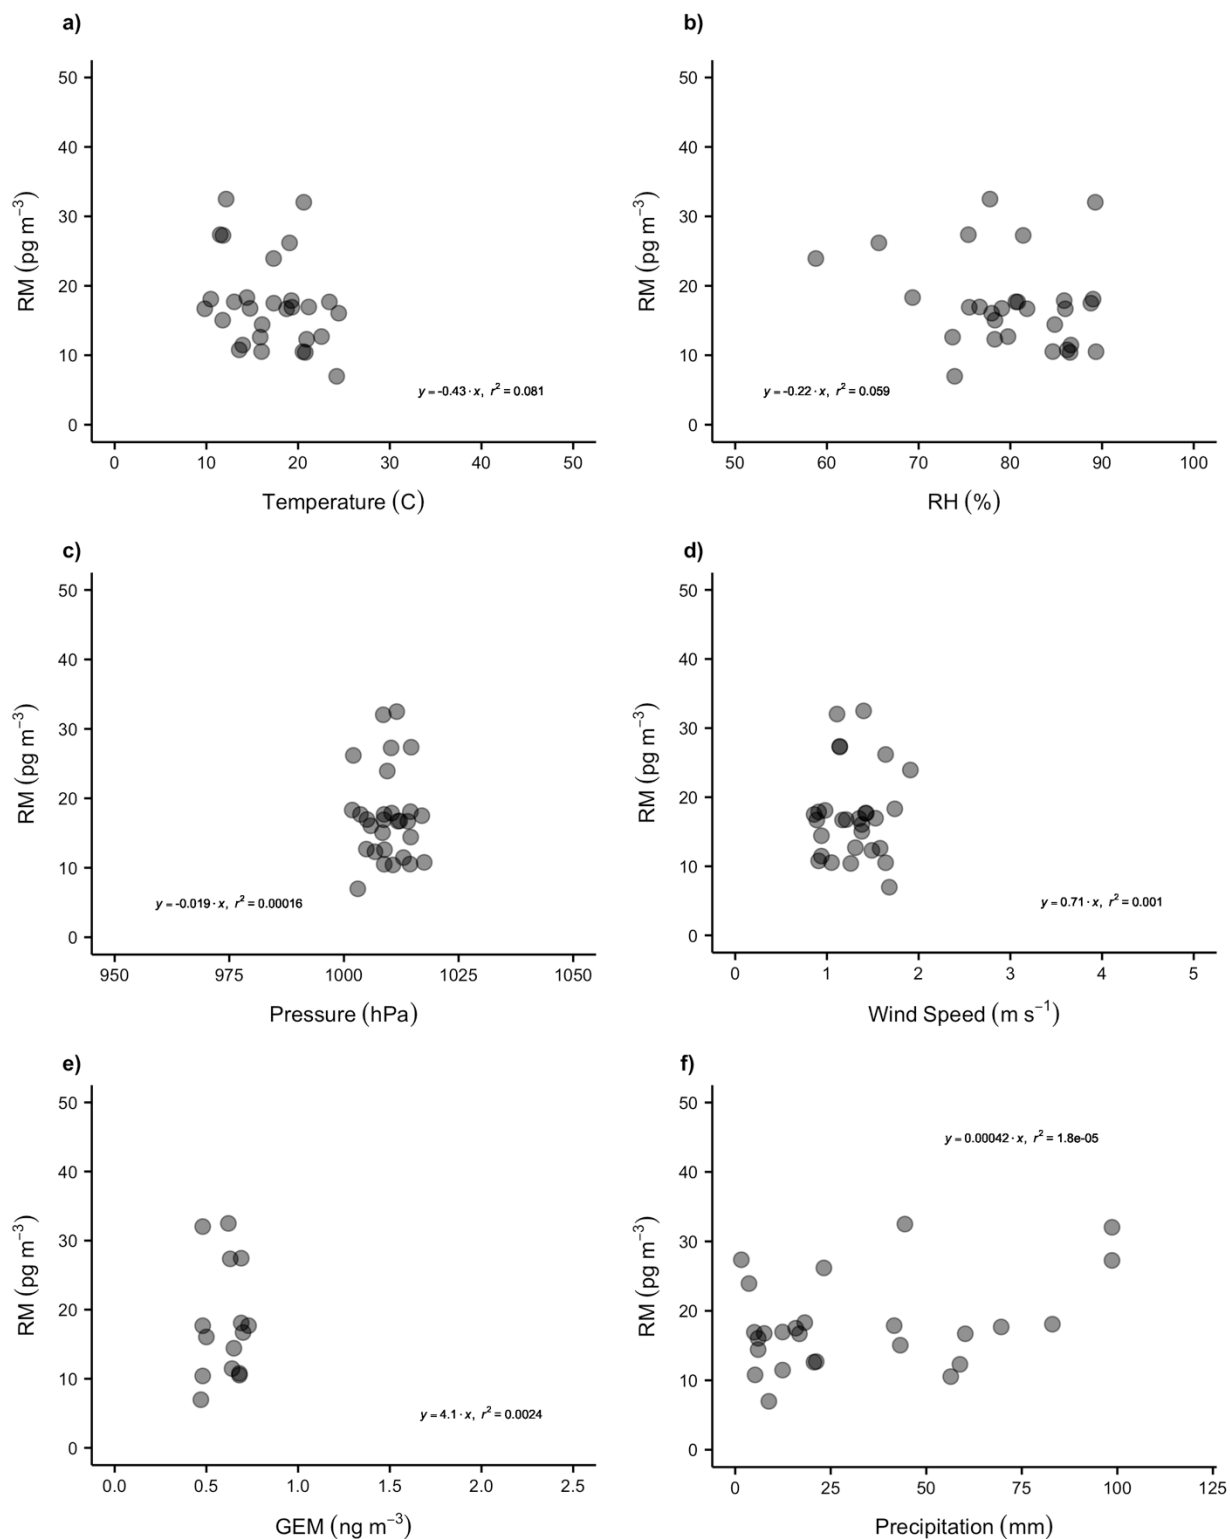 a)
50
40
30
20
10
0
RM (pg m⁻³)
y = -0.43 · x, r² = 0.081
0 10 20 30 40 50
Temperature (C)
b)
50
40
30
20
10
0
RM (pg m⁻³)
y = -0.22 · x, r² = 0.059
50 60 70 80 90 100
RH (%)
c)
50
40
30
20
10
0
RM (pg m⁻³)
y = -0.019 · x, r² = 0.00016
950 975 1000 1025 1050
Pressure (hPa)
d)
50
40
30
20
10
0
RM (pg m⁻³)
y = 0.71 · x, r² = 0.001
0 1 2 3 4 5
Wind Speed (m s⁻¹)
e)
50
40
30
20
10
0
RM (pg m⁻³)
y = 4.1 · x, r² = 0.0024
0.0 0.5 1.0 1.5 2.0 2.5
GEM (ng m⁻³)
f)
50
40
30
20
10
0
RM (pg m⁻³)
y = 0.00042 · x, r² = 1.8e-05
0 25 50 75 100 125
Precipitation (mm)